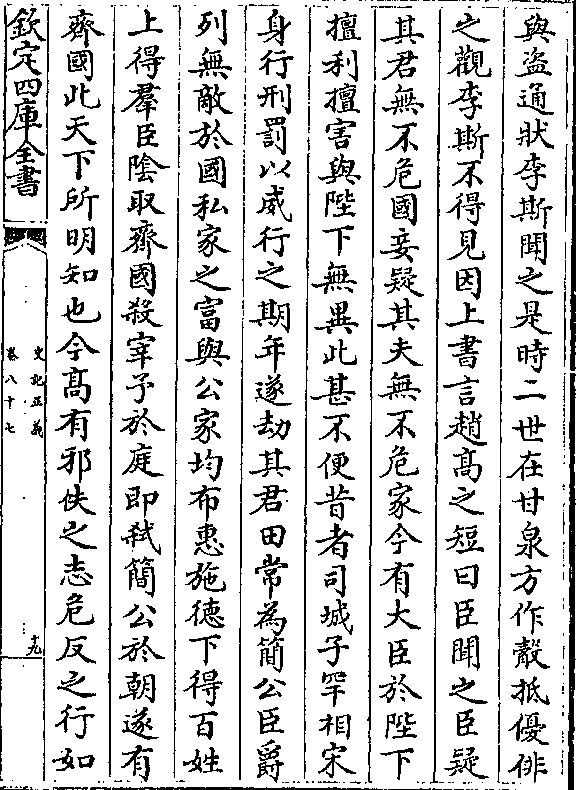 與盗通狀李斯聞之是時二世在甘泉方作觳抵優俳
之觀李斯不得見因上書言趙髙之短曰臣聞之臣疑
其君無不危國妾疑其夫無不危家今有大臣於陛下
擅利擅害與陛下無異此甚不便昔者司城子罕相宋
身行刑罰以威行之期年遂劫其君田常為簡公臣爵
列無敵於國私家之富與公家均布惠施德下得百姓
上得羣臣陰取齊國殺宰予於庭即弑簡公於朝遂有
齊國此天下所明知也今髙有邪佚之志危反之行如
欽定四庫全書
史記正義
卷八十七
十九